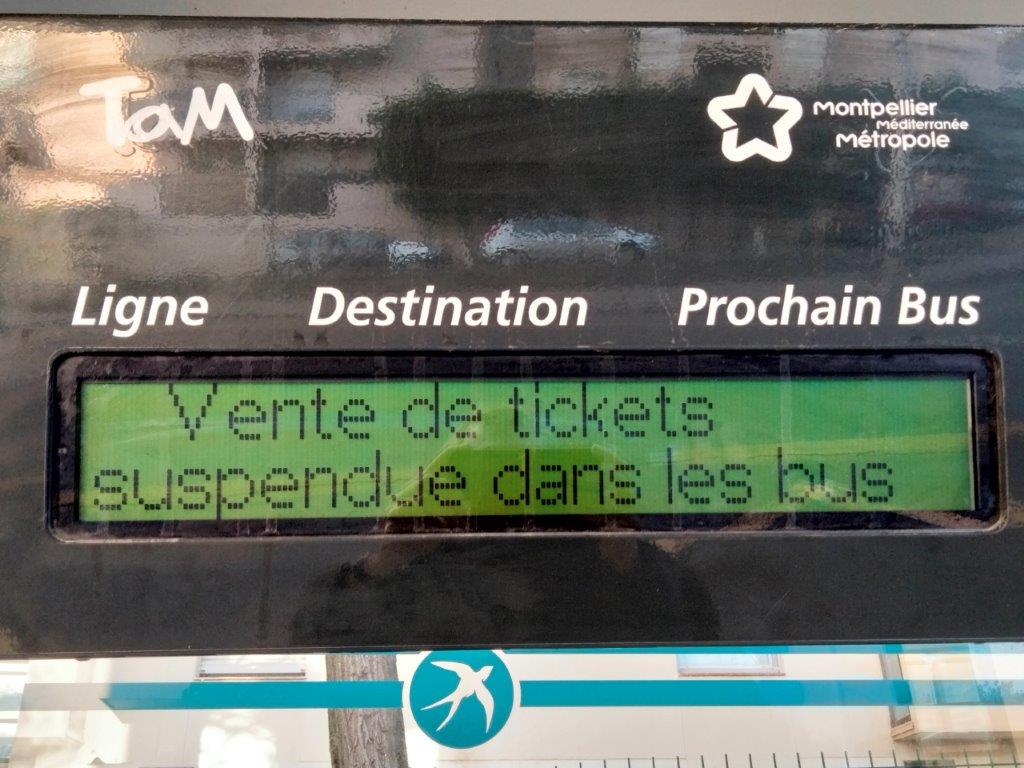 TaM
montpellier
méditerranée
métropole
Ligne Destination Prochain Bus
Vente de tickets
suspendue dans les bus